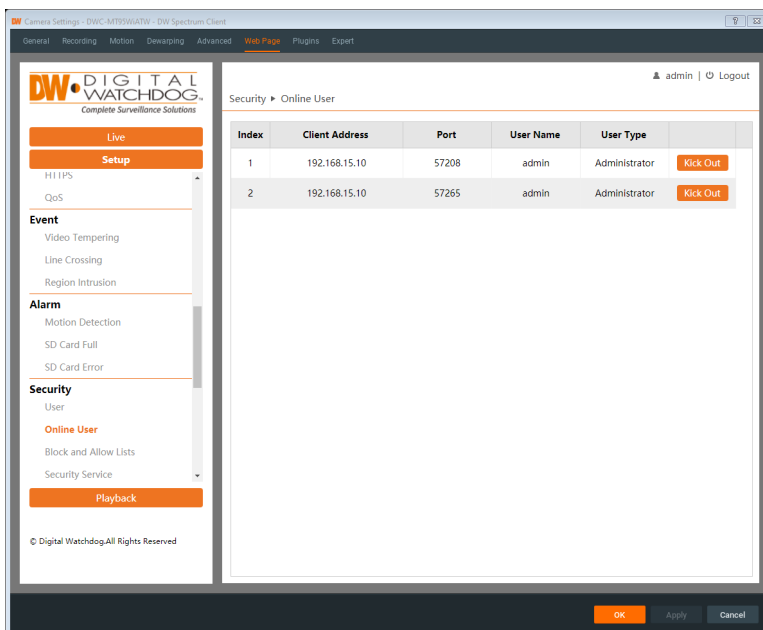 DW Camera Settings - DWC-MT95WiATW - DW Spectrum Client
General Recording Motion Dewarping Advanced Web Page Plugins Expert
DW DIGITAL WATCHDOG
Complete Surveillance Solutions
admin | Logout
Security ▶ Online User
Live
Setup
HTTPS
QoS
Event
Video Tempering
Line Crossing
Region Intrusion
Alarm
Motion Detection
SD Card Full
SD Card Error
Security
User
Online User
Block and Allow Lists
Security Service
Playback
© Digital Watchdog.All Rights Reserved
Index Client Address Port User Name User Type
1 192.168.15.10 57208 admin Administrator Kick Out
2 192.168.15.10 57265 admin Administrator Kick Out
OK Apply Cancel